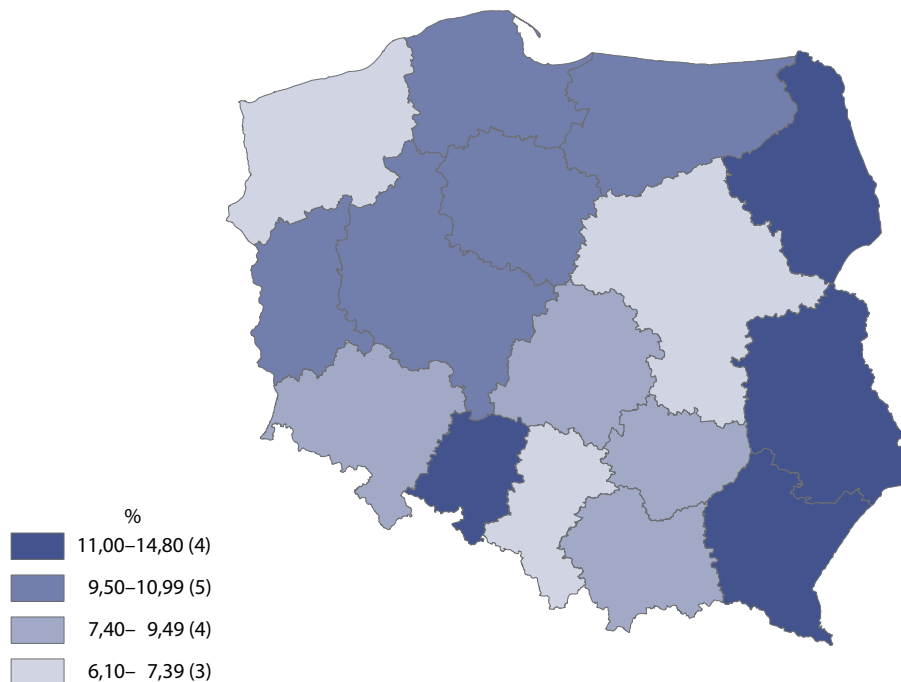 %
11,00–14,80 (4)
9,50–10,99 (5)
7,40– 9,49 (4)
6,10– 7,39 (3)